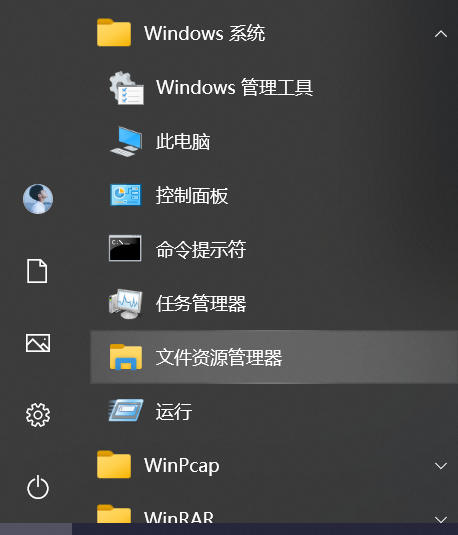 Windows 系统
Windows 管理工具
此电脑
控制面板
命令提示符
任务管理器
文件资源管理器
运行
WinPcap
WinRAR